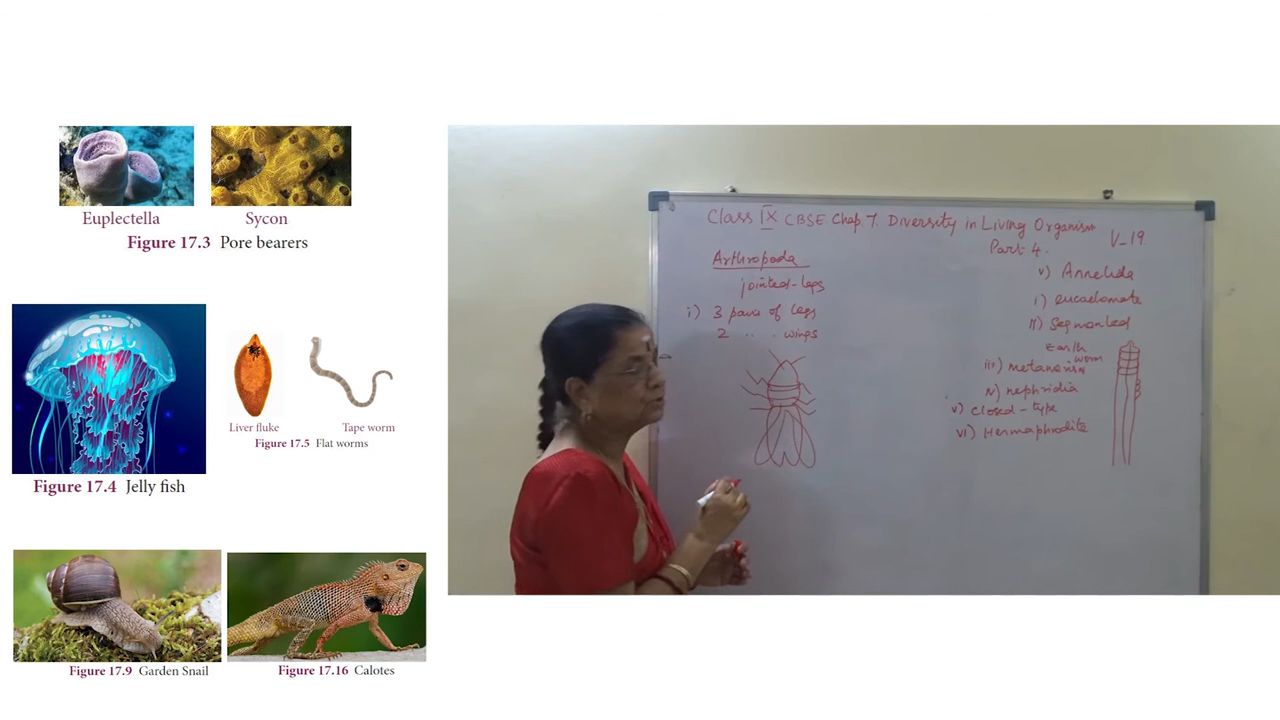 Euplectella
Sycon
Figure 17.3 Pore bearers
Liver fluke
Tape worm
Figure 17.5 Flat worms
Figure 17.4 Jelly fish
Figure 17.9 Garden Snail
Figure 17.16 Calotes
Class IX CBSE Chap 7. Diversity in Living Organism
Part 4.
V-19
Arthropoda
jointed-legs
i) 3 pairs of legs
2 .. .. wings
v) Annelida
i) eucoelomate
ii) Segmented
Earth
worm
iii) metamerism
iv) nephridia
v) closed-type
vi) Hermaphrodite